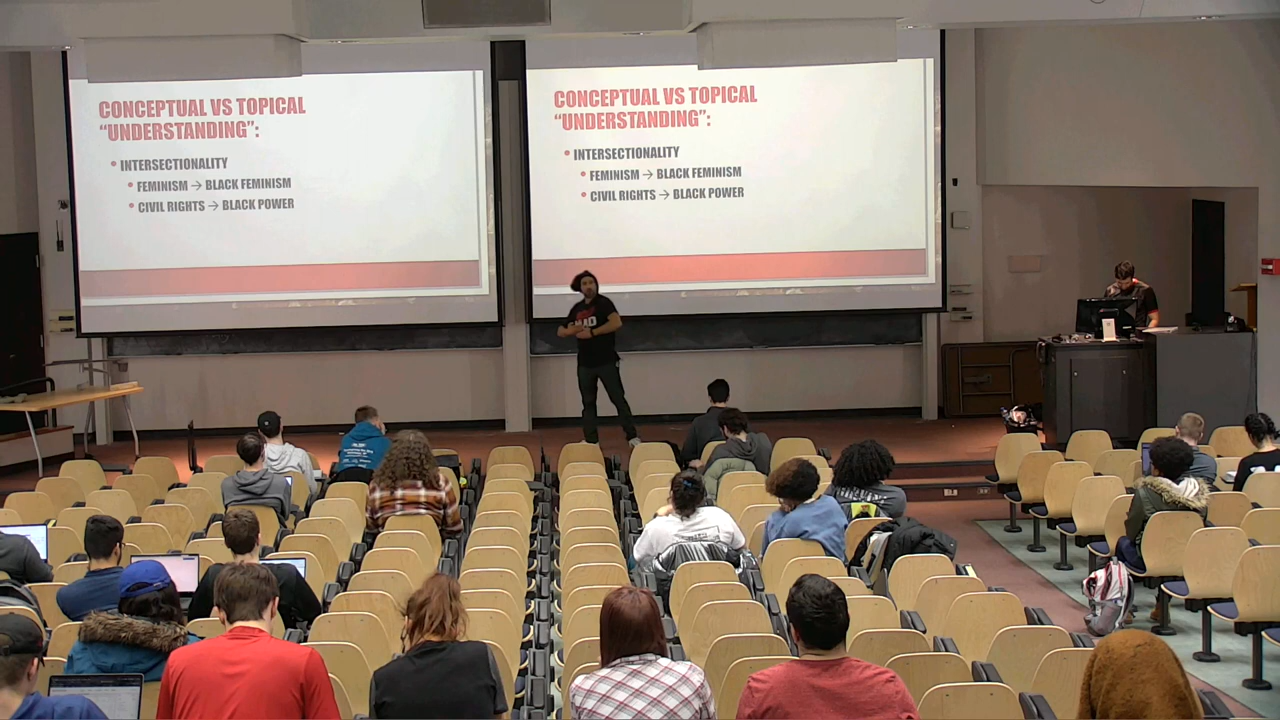 CONCEPTUAL VS TOPICAL
“UNDERSTANDING”:
• INTERSECTIONALITY
• FEMINISM → BLACK FEMINISM
• CIVIL RIGHTS → BLACK POWER
CONCEPTUAL VS TOPICAL
“UNDERSTANDING”:
• INTERSECTIONALITY
• FEMINISM → BLACK FEMINISM
• CIVIL RIGHTS → BLACK POWER